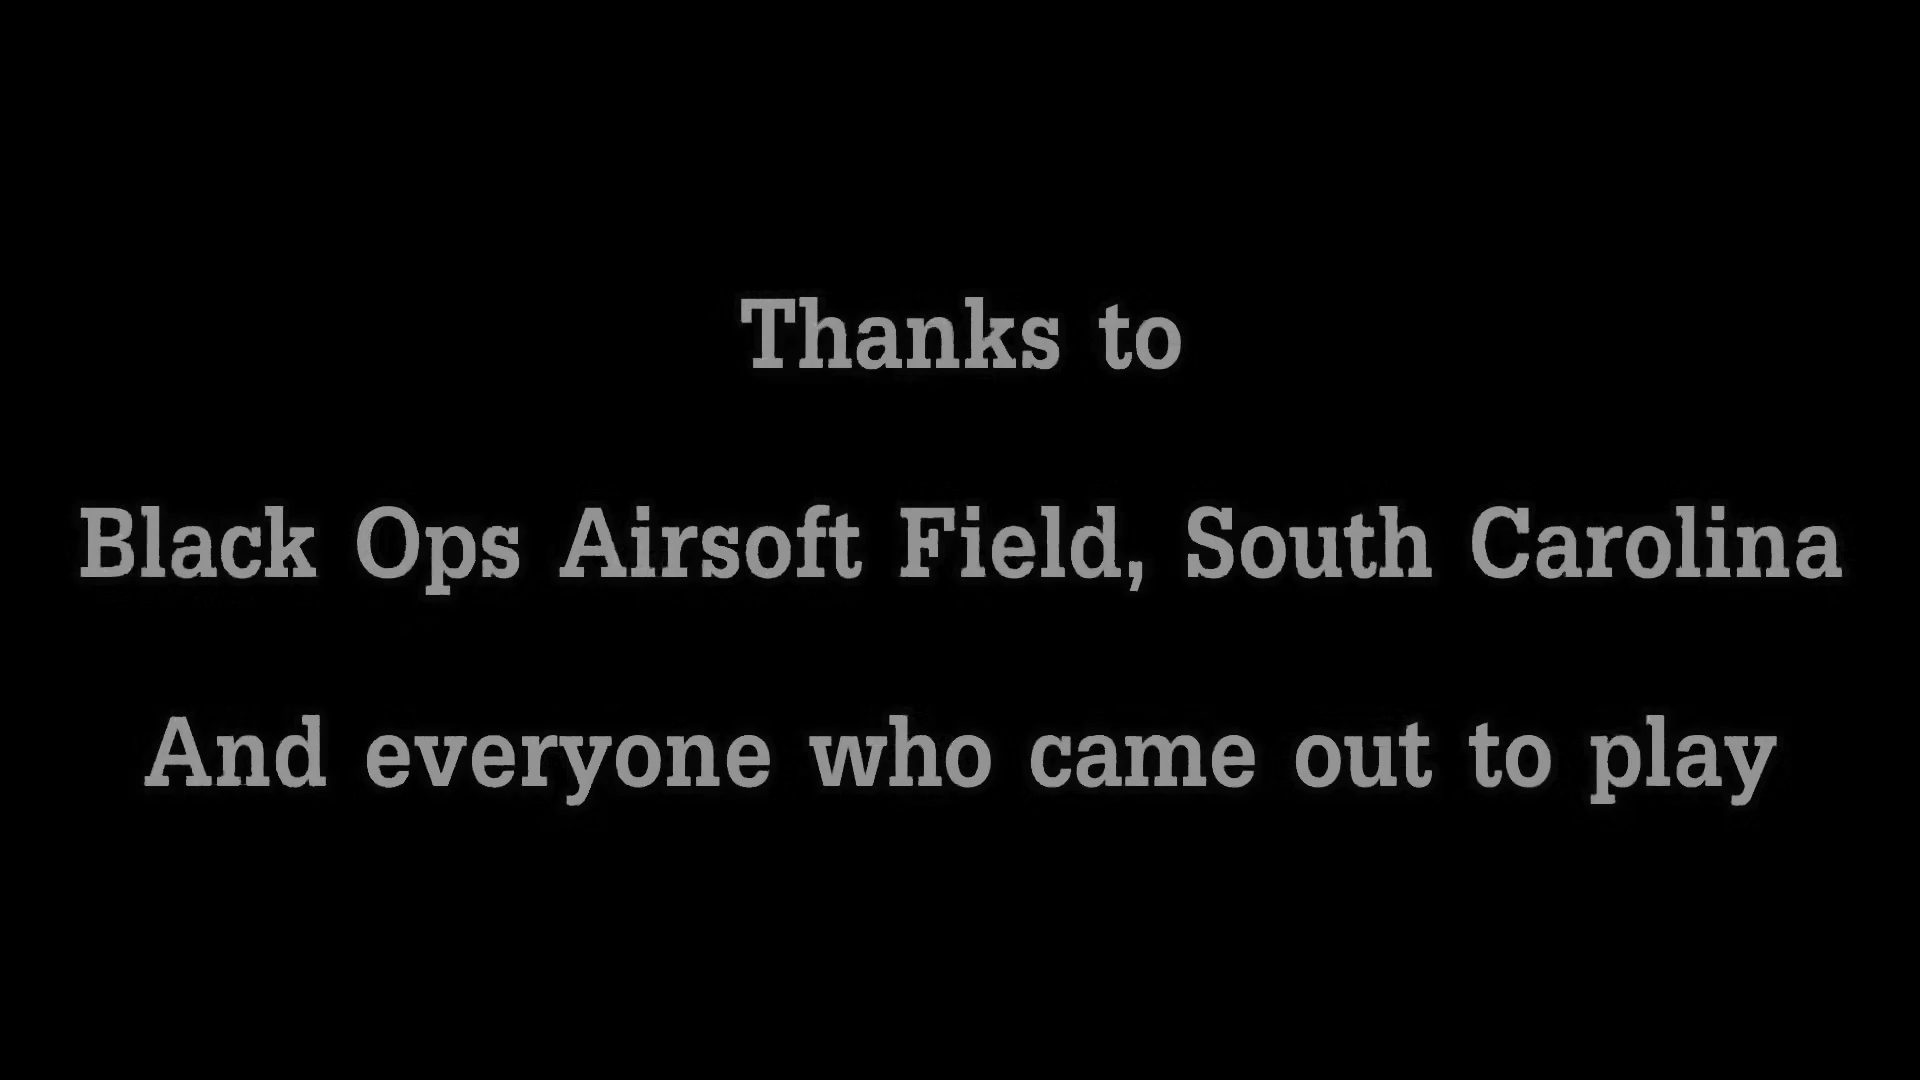 Thanks to
Black Ops Airsoft Field, South Carolina
And everyone who came out to play